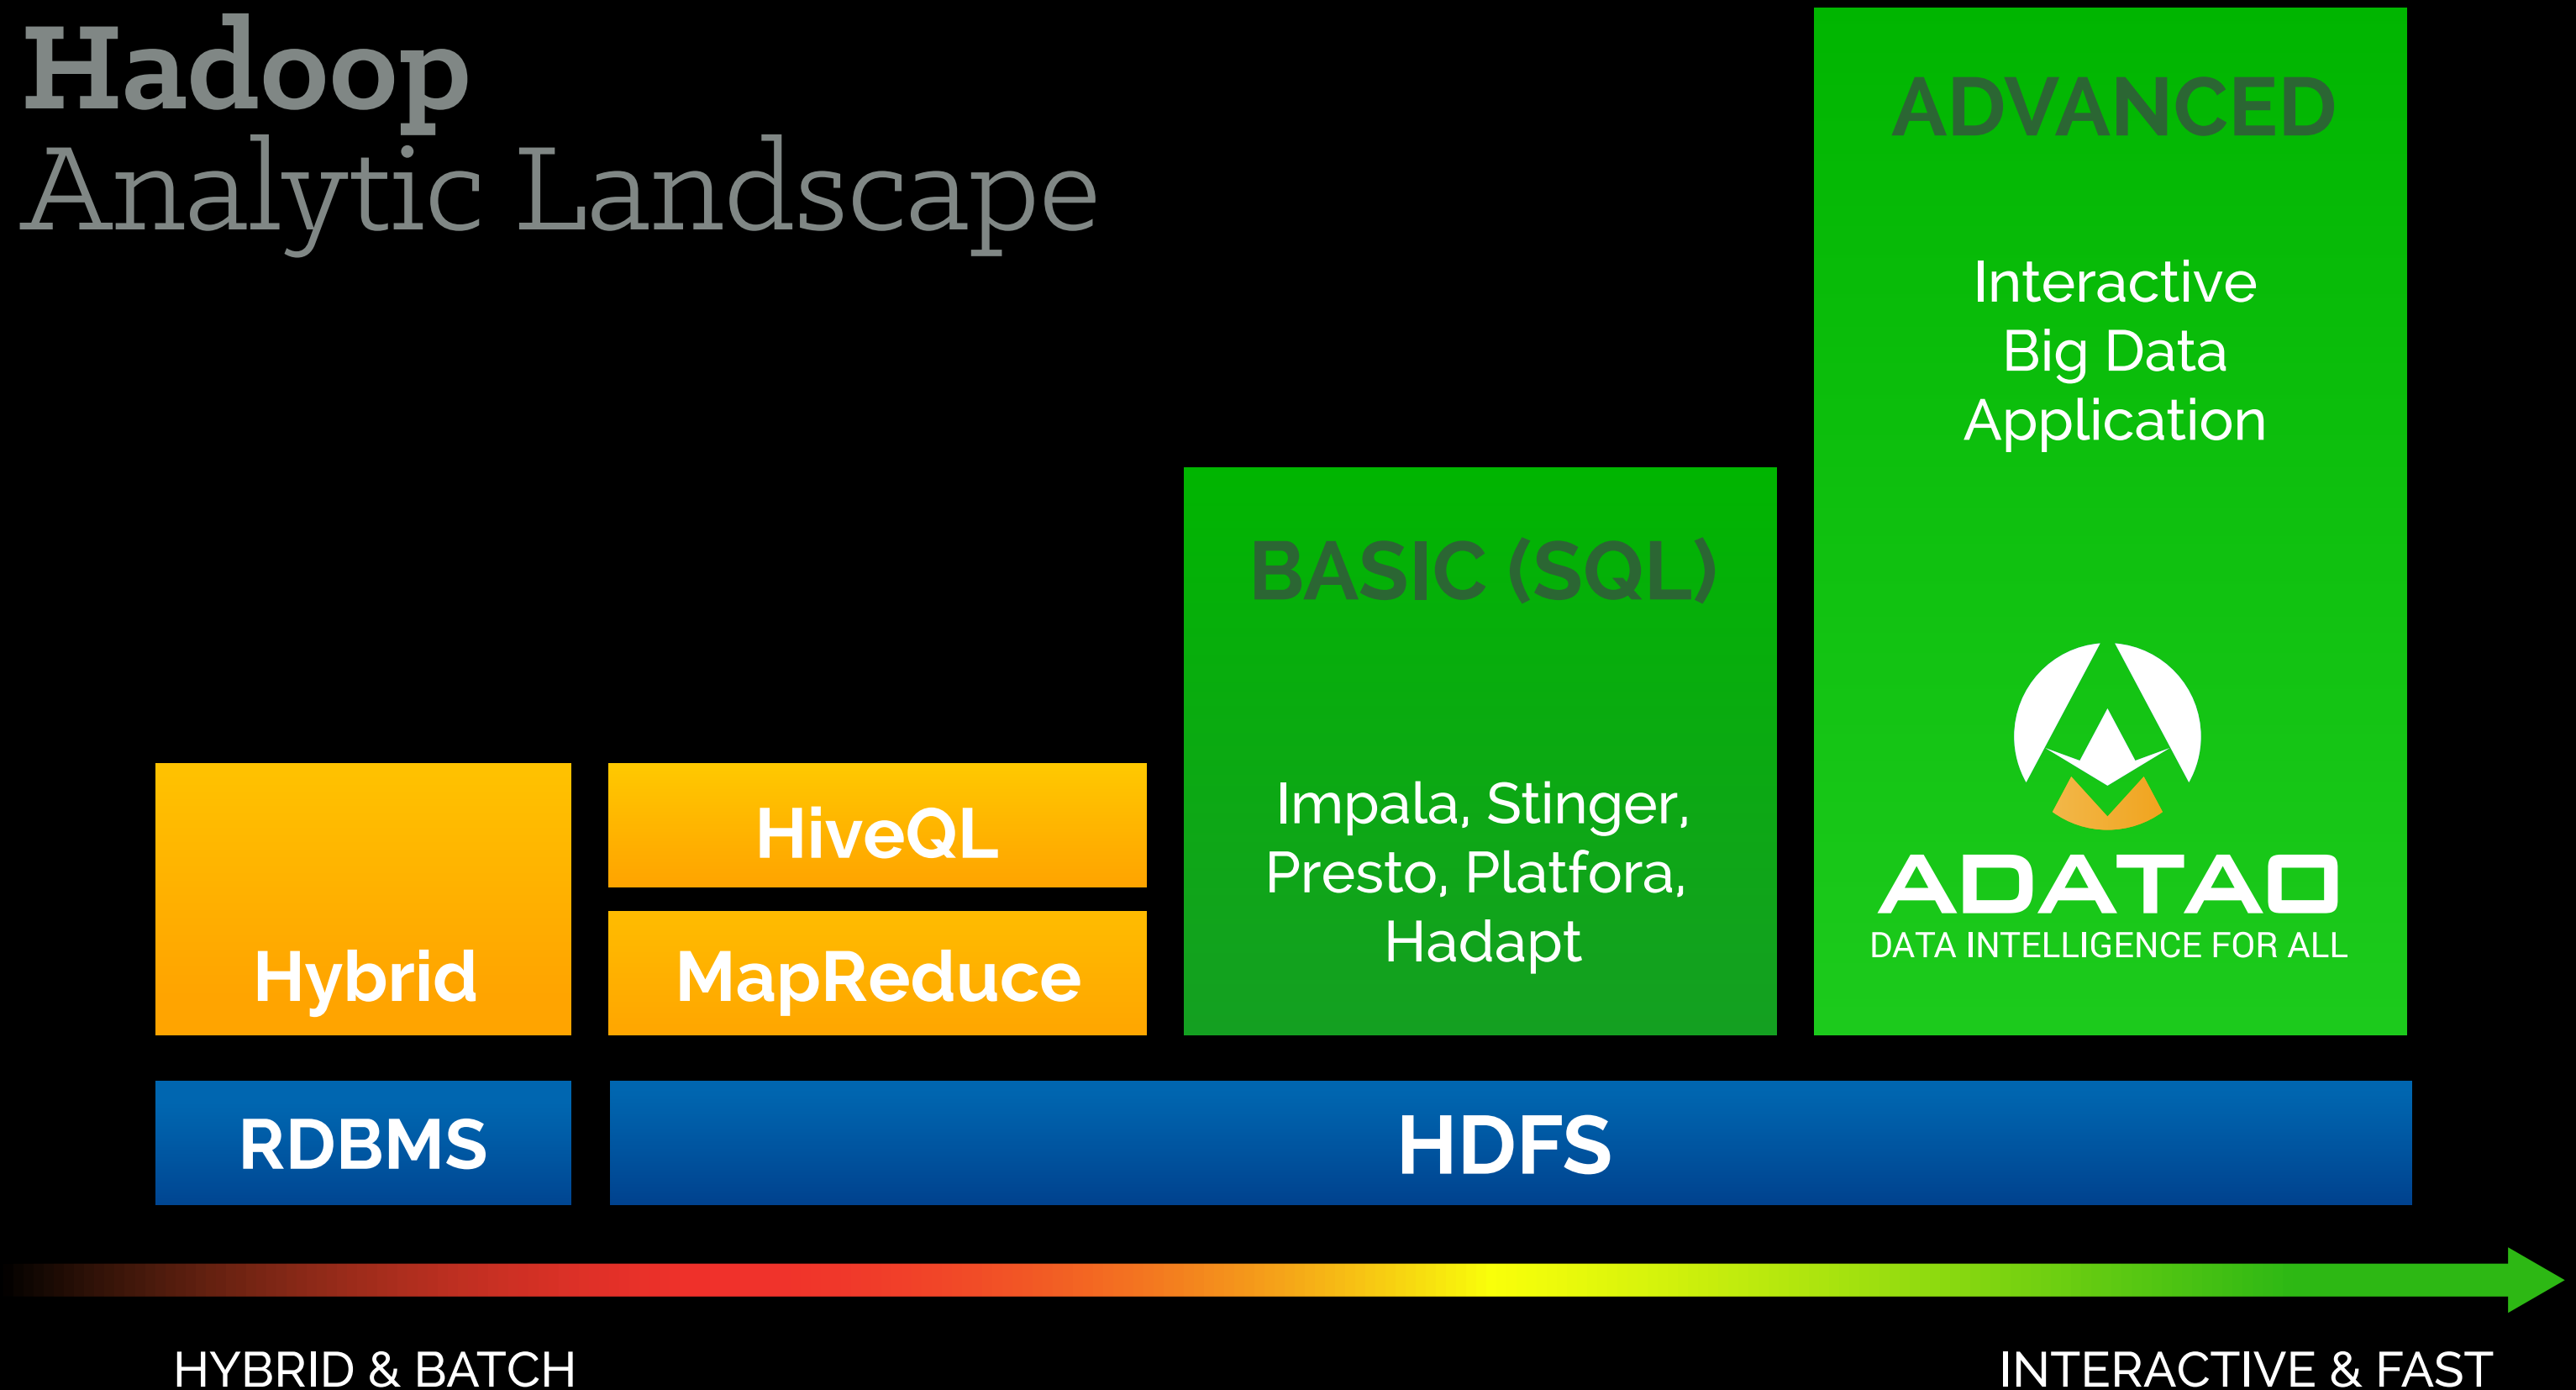 Hadoop
Analytic Landscape
ADVANCED
Interactive
Big Data
Application
ADATAO
DATA INTELLIGENCE FOR ALL
BASIC (SQL)
Impala, Stinger,
Presto, Platfora,
Hadapt
HiveQL
MapReduce
Hybrid
RDBMS
HDFS
HYBRID & BATCH
INTERACTIVE & FAST